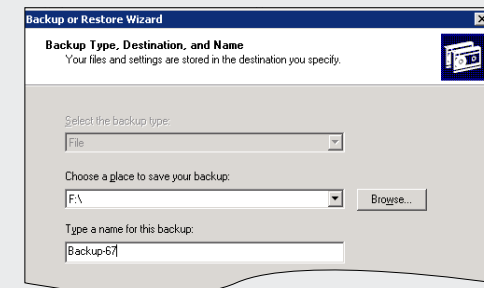 Backup or Restore Wizard
Backup Type, Destination, and Name
Your files and settings are stored in the destination you specify.
Select the backup type:
File
Choose a place to save your backup:
F:\
Browse...
Type a name for this backup:
Backup-67